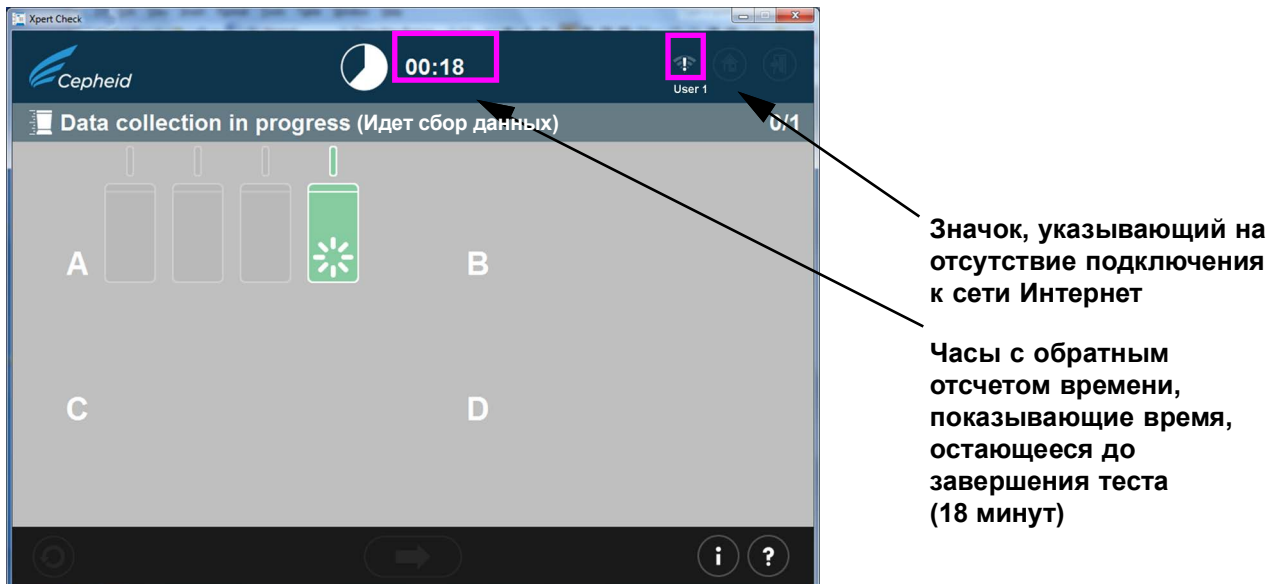 Xpert Check
Cepheid
00:18
User 1
Data collection in progress (Идет сбор данных)
0/1
A
B
C
D
i
?
Значок, указывающий на
отсутствие подключения
к сети Интернет
Часы с обратным
отсчетом времени,
показывающие время,
остающееся до
завершения теста
(18 минут)